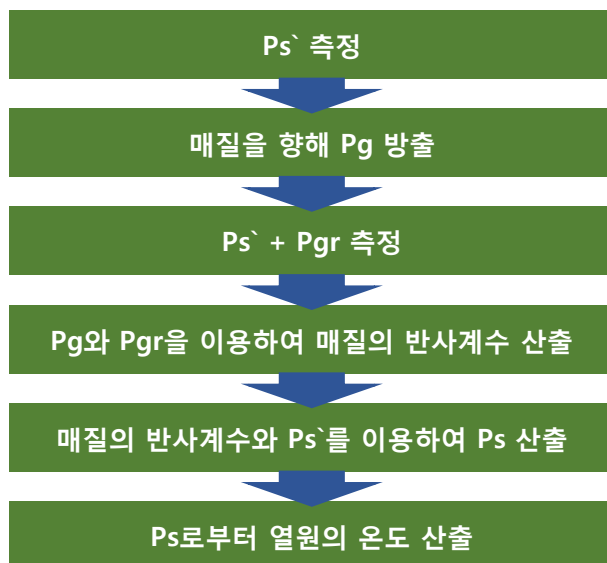 Ps` 측정
매질을 향해 Pg 방출
Ps` + Pgr 측정
Pg와 Pgr을 이용하여 매질의 반사계수 산출
매질의 반사계수와 Ps`를 이용하여 Ps 산출
Ps로부터 열원의 온도 산출